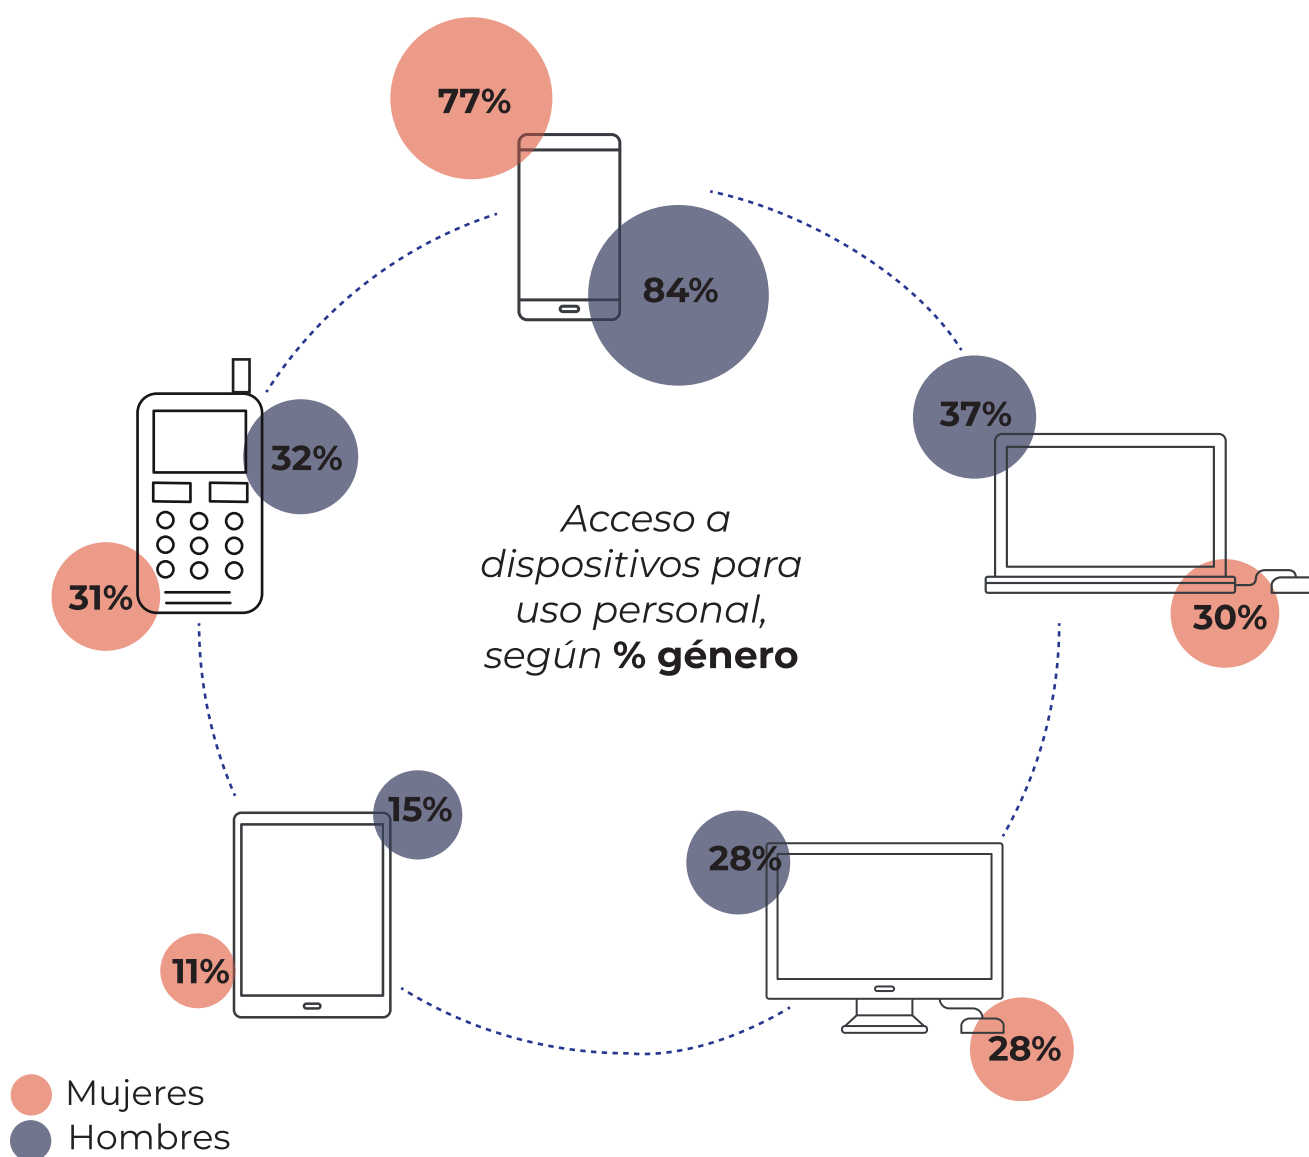 77%
84%
37%
32%
30%
31%
Acceso a
dispositivos para
uso personal,
según % género
15%
28%
11%
28%
Mujeres
Hombres